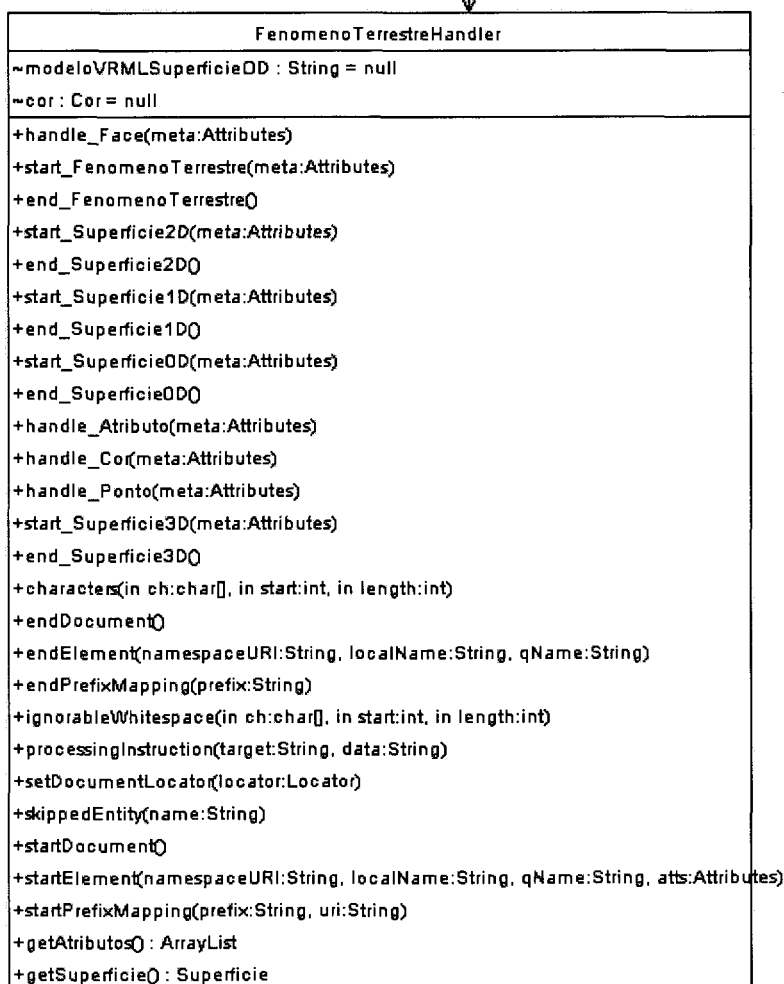 FenomenoTerrestreHandler
~modeloVRMLSuperficie0D : String = null
~cor : Cor = null
+handle_Face(meta:Attributes)
+start_FenomenoTerrestre(meta:Attributes)
+end_FenomenoTerrestre()
+start_Superficie2D(meta:Attributes)
+end_Superficie2D()
+start_Superficie1D(meta:Attributes)
+end_Superficie1D()
+start_Superficie0D(meta:Attributes)
+end_Superficie0D()
+handle_Atributo(meta:Attributes)
+handle_Cor(meta:Attributes)
+handle_Ponto(meta:Attributes)
+start_Superficie3D(meta:Attributes)
+end_Superficie3D()
+characters(in ch:char[], in start:int, in length:int)
+endDocument()
+endElement(namespaceURI:String, localName:String, qName:String)
+endPrefixMapping(prefix:String)
+ignorableWhitespace(in ch:char[], in start:int, in length:int)
+processingInstruction(target:String, data:String)
+setDocumentLocator(locator:Locator)
+skippedEntity(name:String)
+startDocument()
+startElement(namespaceURI:String, localName:String, qName:String, atts:Attributes)
+startPrefixMapping(prefix:String, uri:String)
+getAtributos() : ArrayList
+getSuperficie() : Superficie